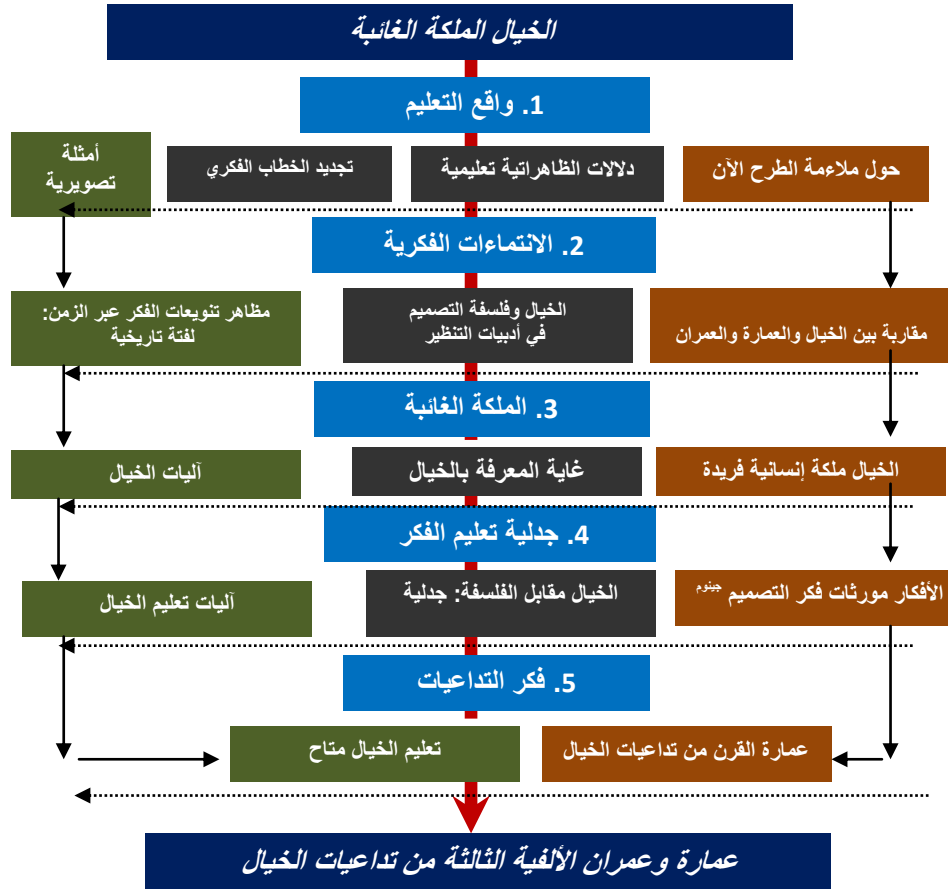 الخيال الملكة الغائبة
1. واقع التعليم
حول ملاءمة الطرح الآن
دلالات الظاهراتية تعليمية
تجديد الخطاب الفكري
أمثلة
تصويرية
2. الانتماءات الفكرية
مقاربة بين الخيال والعمارة والعمران
الخيال وفلسفة التصميم
في أدبيات التنظير
مظاهر تنويعات الفكر عبر الزمن:
لفتة تاريخية
3. الملكة الغائبة
الخيال ملكة إنسانية فريدة
غاية المعرفة بالخيال
آليات الخيال
4. جدلية تعليم الفكر
الأفكار مورثات فكر التصميم جينوم
الخيال مقابل الفلسفة: جدلية
آليات تعليم الخيال
5. فكر التداعيات
عمارة القرن من تداعيات الخيال
تعليم الخيال متاح
عمارة وعمران الألفية الثالثة من تداعيات الخيال